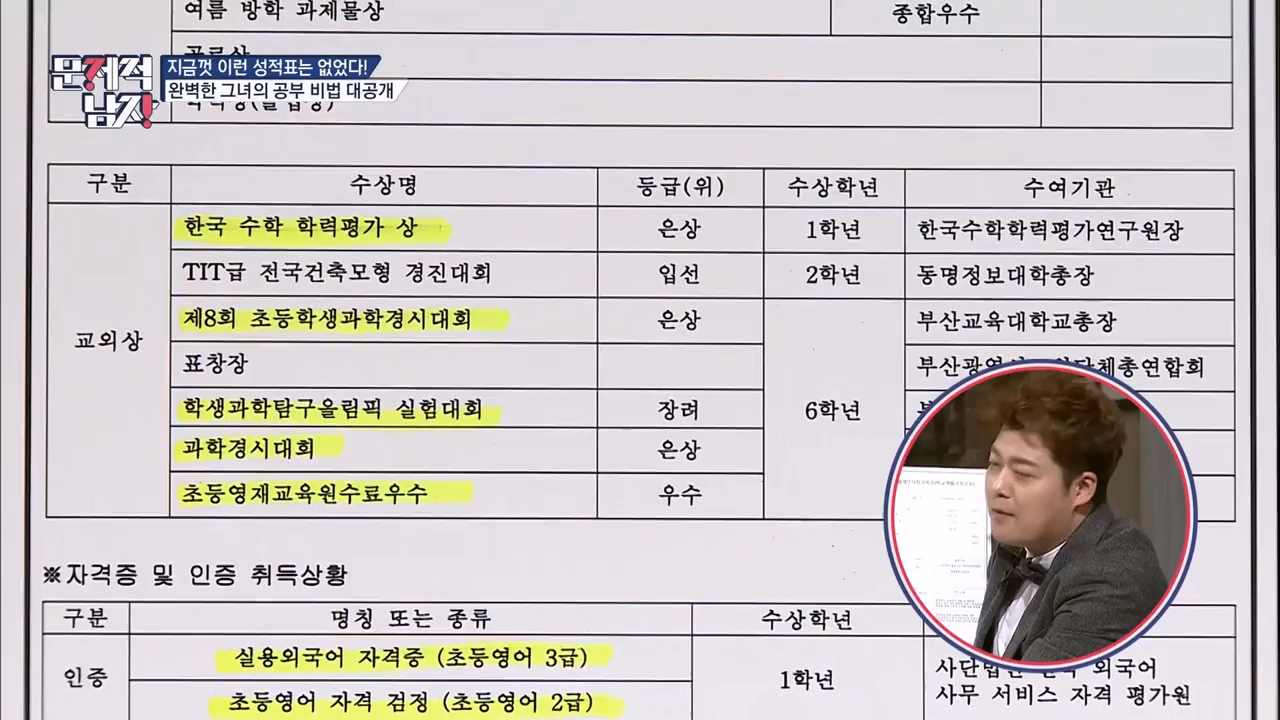 여름 방학 과제물상 종합우수
문제적
남자!
지금껏 이런 성적표는 없었다!
완벽한 그녀의 공부 비법 대공개
구분 수상명 등급(위) 수상학년 수여기관
교외상
한국 수학 학력평가 상 은상 1학년 한국수학학력평가연구원장
TIT급 전국건축모형 경진대회 입선 2학년 동명정보대학총장
제8회 초등학생과학경시대회 은상 부산교육대학교총장
표창장
학생과학탐구올림픽 실험대회 장려 6학년
과학경시대회 은상
초등영재교육원수료우수 우수
※자격증 및 인증 취득상황
구분 명칭 또는 종류 수상학년
인증
실용외국어 자격증 (초등영어 3급) 1학년 외국어
초등영어 자격 검정 (초등영어 2급) 사무 서비스 자격 평가원